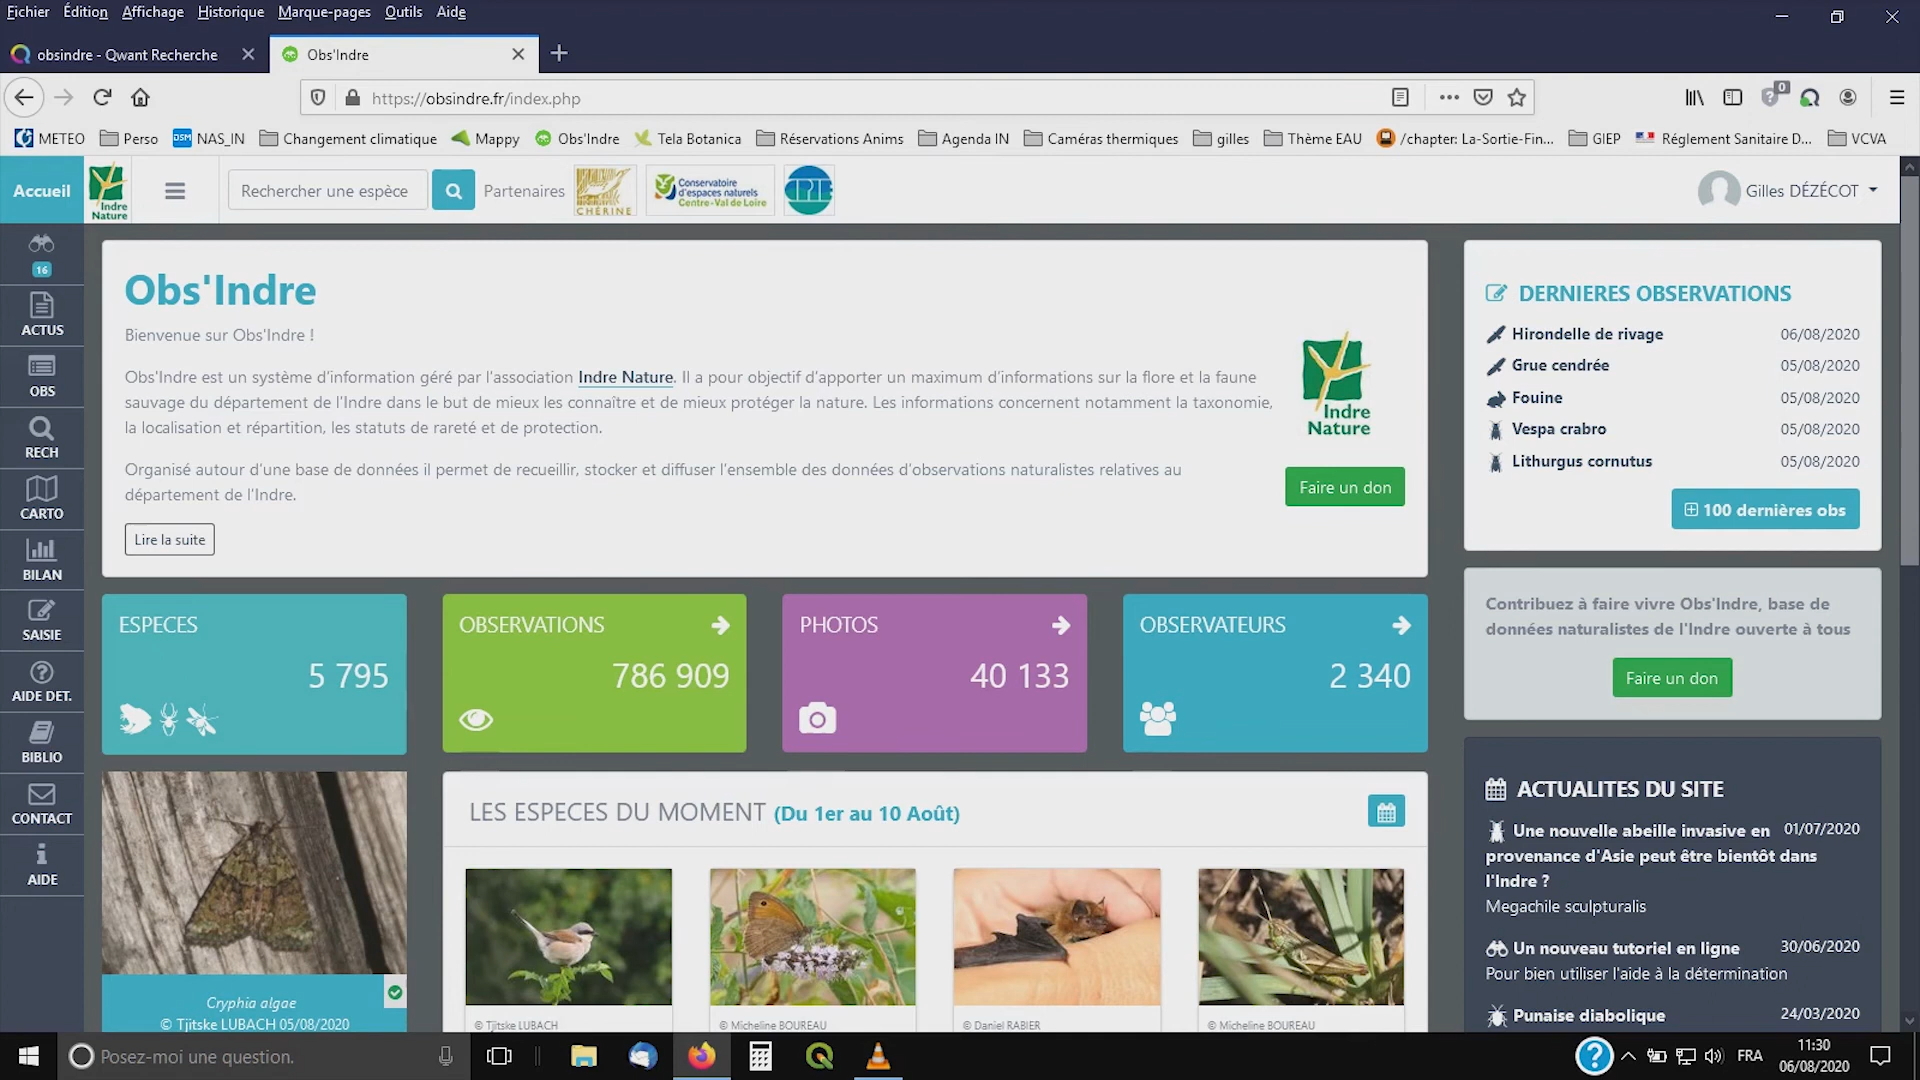 Fichier Édition Affichage Historique Marque-pages Outils Aide
obsindre - Qwant Recherche
Obs'Indre
https://obsindre.fr/index.php
0
METEO Perso NAS_IN Changement climatique Mappy Obs'Indre Tela Botanica Réservations Anims Agenda IN Caméras thermiques gilles Thème EAU /chapter: La-Sortie-Fin... GIEP Réglement Sanitaire D... VCVA
Accueil
Indre
Nature
Rechercher une espèce
Partenaires
CHÉRINE
Conservatoire
d'espaces naturels
Centre-Val de Loire
CPIE
Gilles DÉZÉCOT
16
ACTUS
OBS
RECH
CARTO
BILAN
SAISIE
AIDE DET.
BIBLIO
CONTACT
AIDE
Obs'Indre
Bienvenue sur Obs'Indre !
Obs'Indre est un système d'information géré par l'association Indre Nature. Il a pour objectif d'apporter un maximum d'informations sur la flore et la faune
sauvage du département de l'Indre dans le but de mieux les connaître et de mieux protéger la nature. Les informations concernent notamment la taxonomie,
la localisation et répartition, les statuts de rareté et de protection.
Organisé autour d'une base de données il permet de recueillir, stocker et diffuser l'ensemble des données d'observations naturalistes relatives au
département de l'Indre.
Lire la suite
Indre
Nature
Faire un don
ESPECES
5 795
OBSERVATIONS
786 909
PHOTOS
40 133
OBSERVATEURS
2 340
Cryphia algae
© Tjitske LUBACH 05/08/2020
LES ESPECES DU MOMENT (Du 1er au 10 Août)
© Tjitske LUBACH
© Micheline BOUREAU
© Daniel RABIER
© Micheline BOUREAU
DERNIERES OBSERVATIONS
Hirondelle de rivage 06/08/2020
Grue cendrée 05/08/2020
Fouine 05/08/2020
Vespa crabro 05/08/2020
Lithurgus cornutus 05/08/2020
100 dernières obs
Contribuez à faire vivre Obs'Indre, base de
données naturalistes de l'Indre ouverte à tous
Faire un don
ACTUALITES DU SITE
Une nouvelle abeille invasive en 01/07/2020
provenance d'Asie peut être bientôt dans
l'Indre ?
Megachile sculpturalis
Un nouveau tutoriel en ligne 30/06/2020
Pour bien utiliser l'aide à la détermination
Punaise diabolique 24/03/2020
Posez-moi une question.
FRA
11:30
06/08/2020